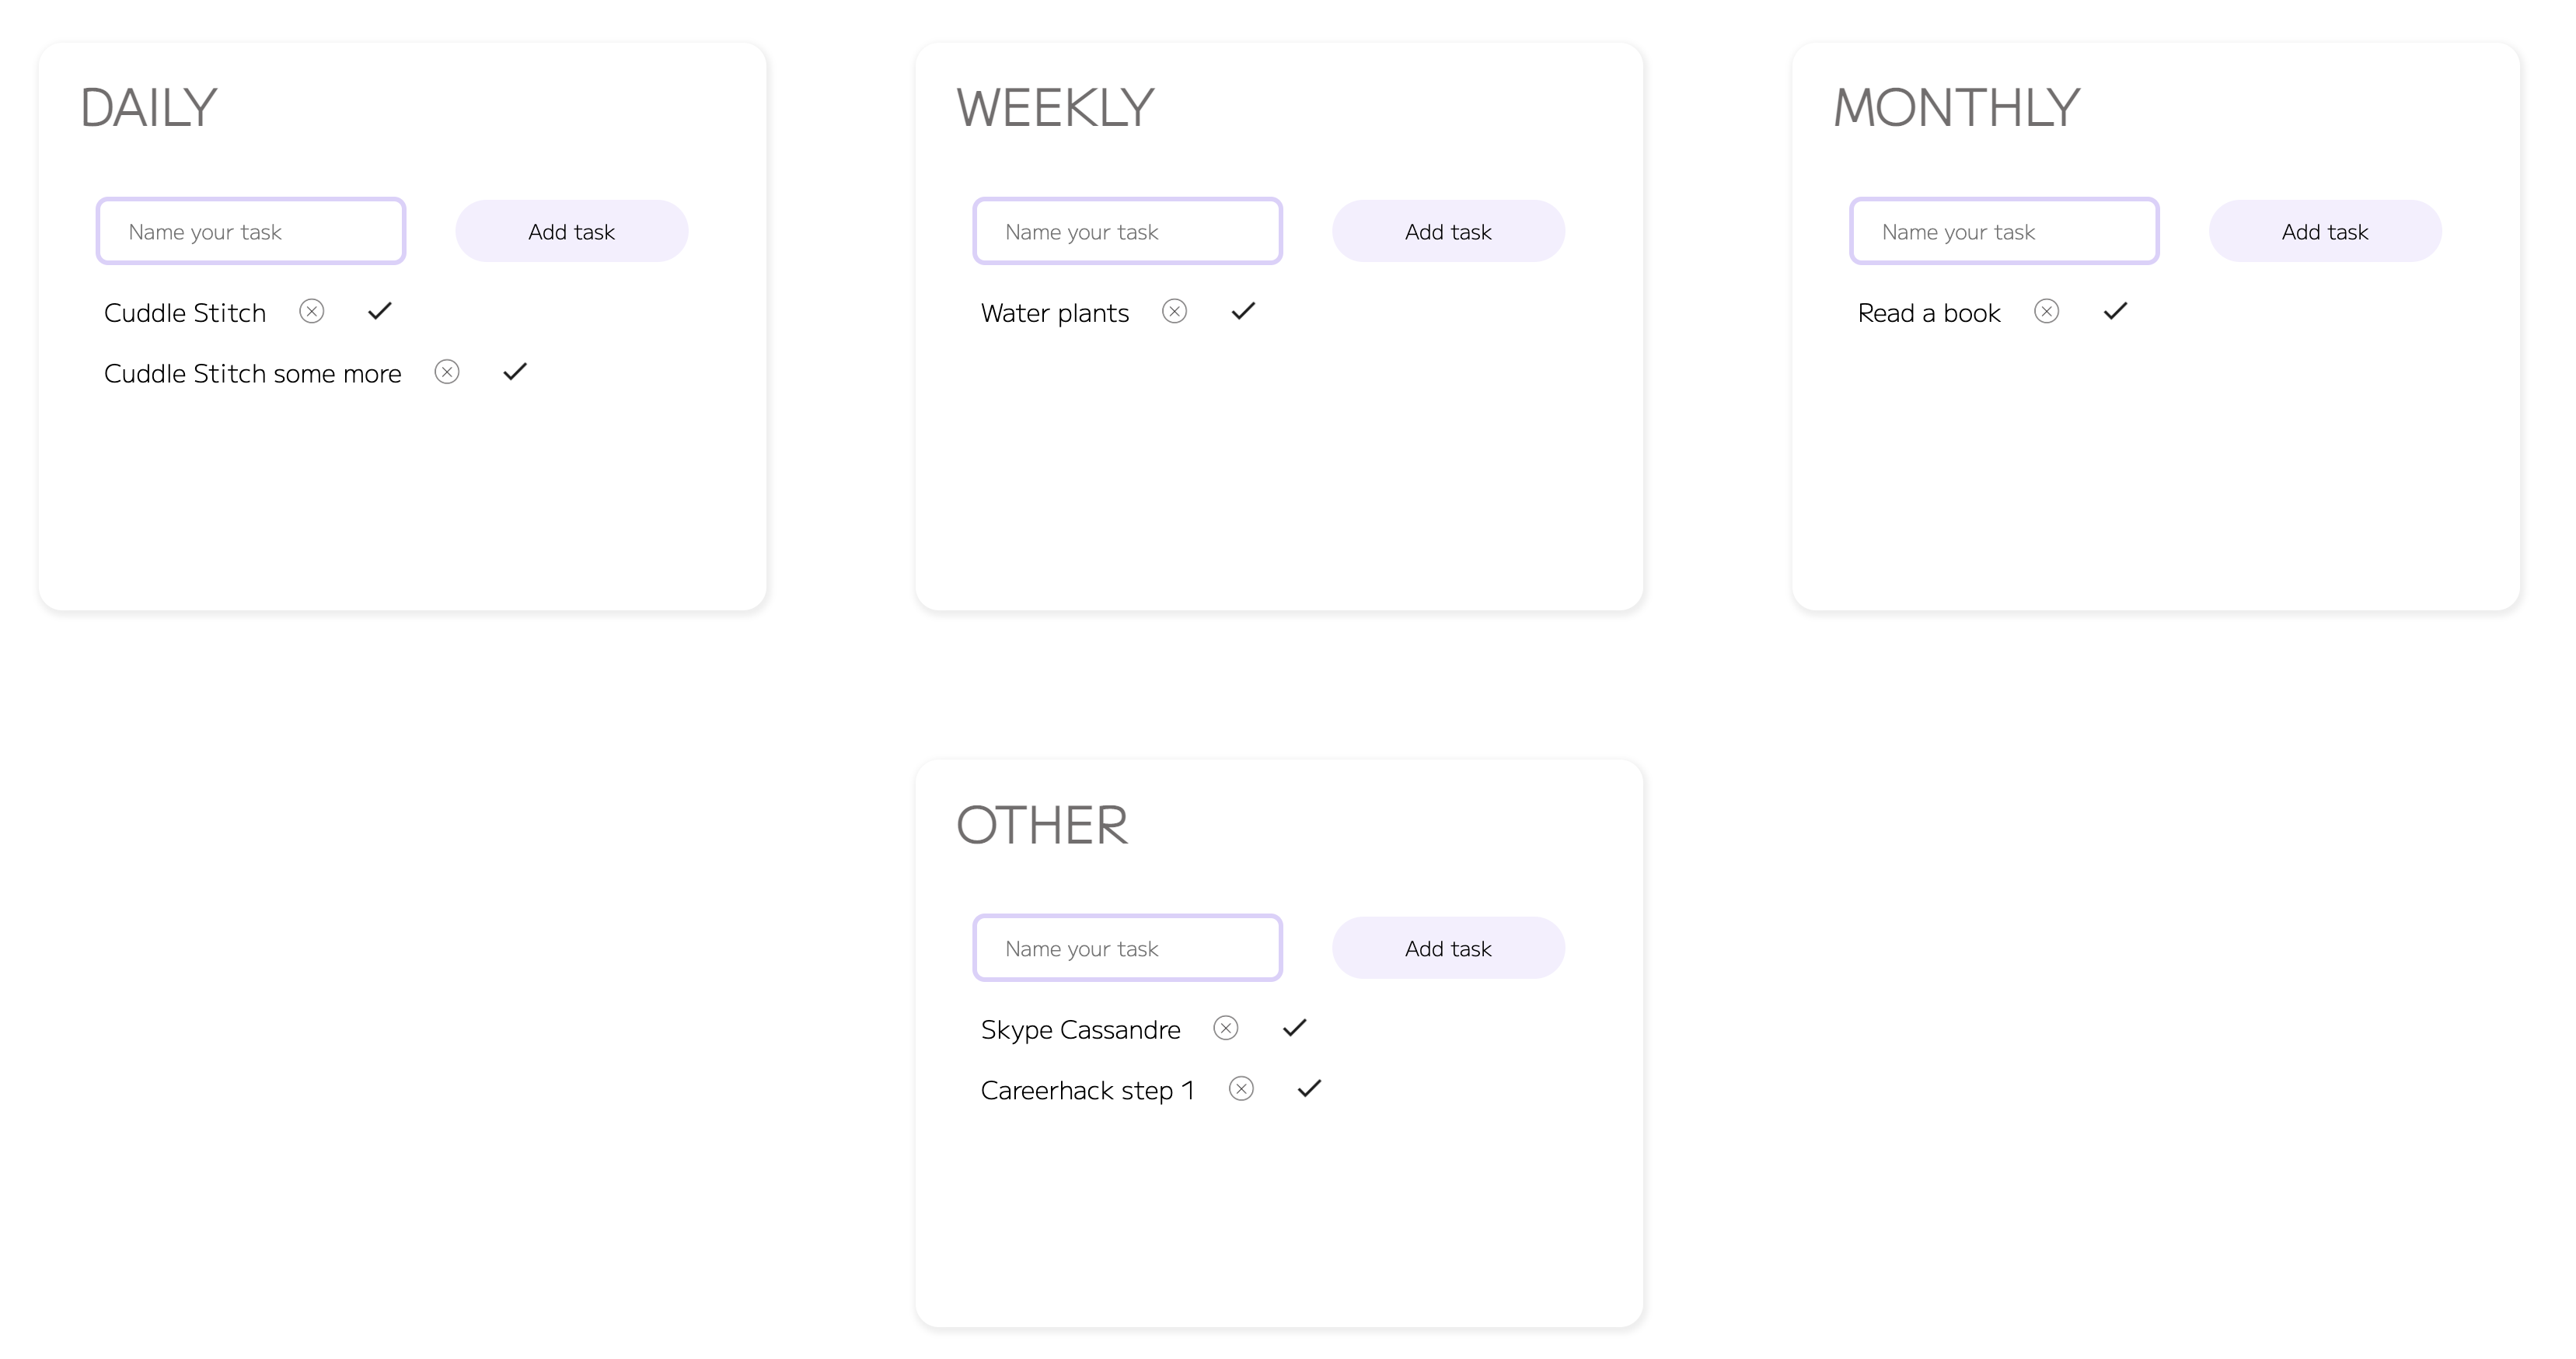 DAILY
Name your task
Add task
Cuddle Stitch
Cuddle Stitch some more
WEEKLY
Name your task
Add task
Water plants
MONTHLY
Name your task
Add task
Read a book
OTHER
Name your task
Add task
Skype Cassandre
Careerhack step 1